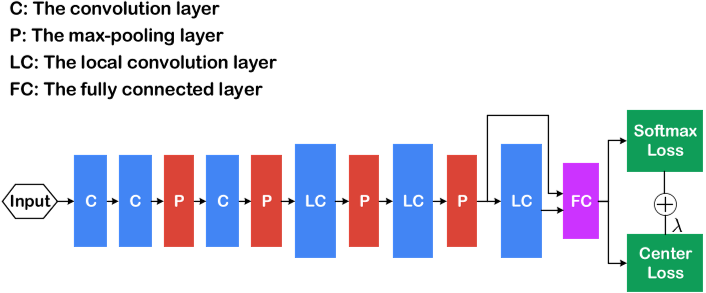 C: The convolution layer
P: The max-pooling layer
LC: The local convolution layer
FC: The fully connected layer
Input
C
C
P
C
P
LC
P
LC
P
LC
FC
Softmax
Loss
λ
Center
Loss